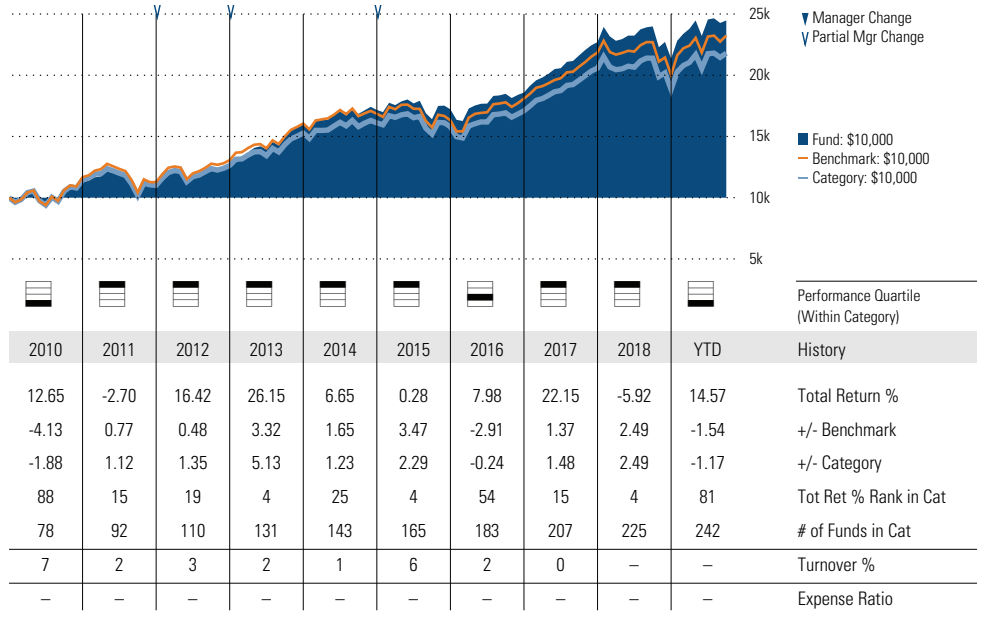 25k
▼ Manager Change
Partial Mgr Change
20k
15k
Fund: $10,000
Benchmark: $10,000
Category: $10,000
10k
5k
Performance Quartile
(Within Category)
2010 2011 2012 2013 2014 2015 2016 2017 2018 YTD History
12.65 -2.70 16.42 26.15 6.65 0.28 7.98 22.15 -5.92 14.57 Total Return %
-4.13 0.77 0.48 3.32 1.65 3.47 -2.91 1.37 2.49 -1.54 +/- Benchmark
-1.88 1.12 1.35 5.13 1.23 2.29 -0.24 1.48 2.49 -1.17 +/- Category
88 15 19 4 25 4 54 15 4 81 Tot Ret % Rank in Cat
78 92 110 131 143 165 183 207 225 242 # of Funds in Cat
7 2 3 2 1 6 2 0 – – Turnover %
– – – – – – – – – – Expense Ratio